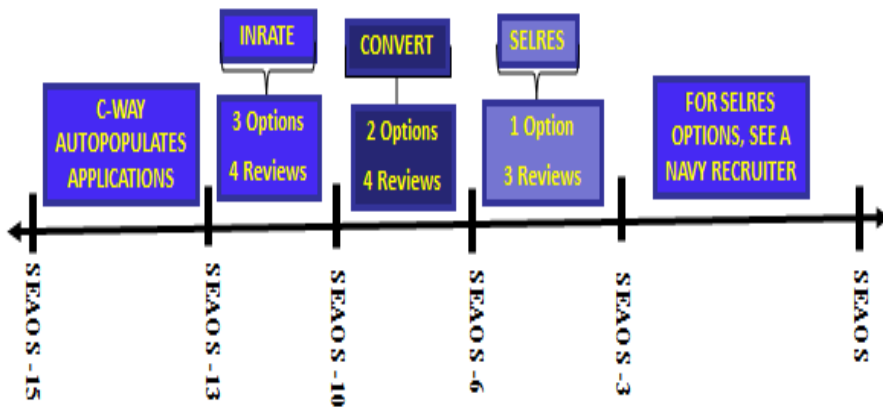 INRATE
CONVERT
SELRES
C-WAY
AUTOPOPULATES
APPLICATIONS
3 Options
4 Reviews
2 Options
4 Reviews
1 Option
3 Reviews
FOR SELRES
OPTIONS, SEE A
NAVY RECRUITER
SEAOS -15
SEAOS -13
SEAOS -10
SEAOS -6
SEAOS -3
SEAOS